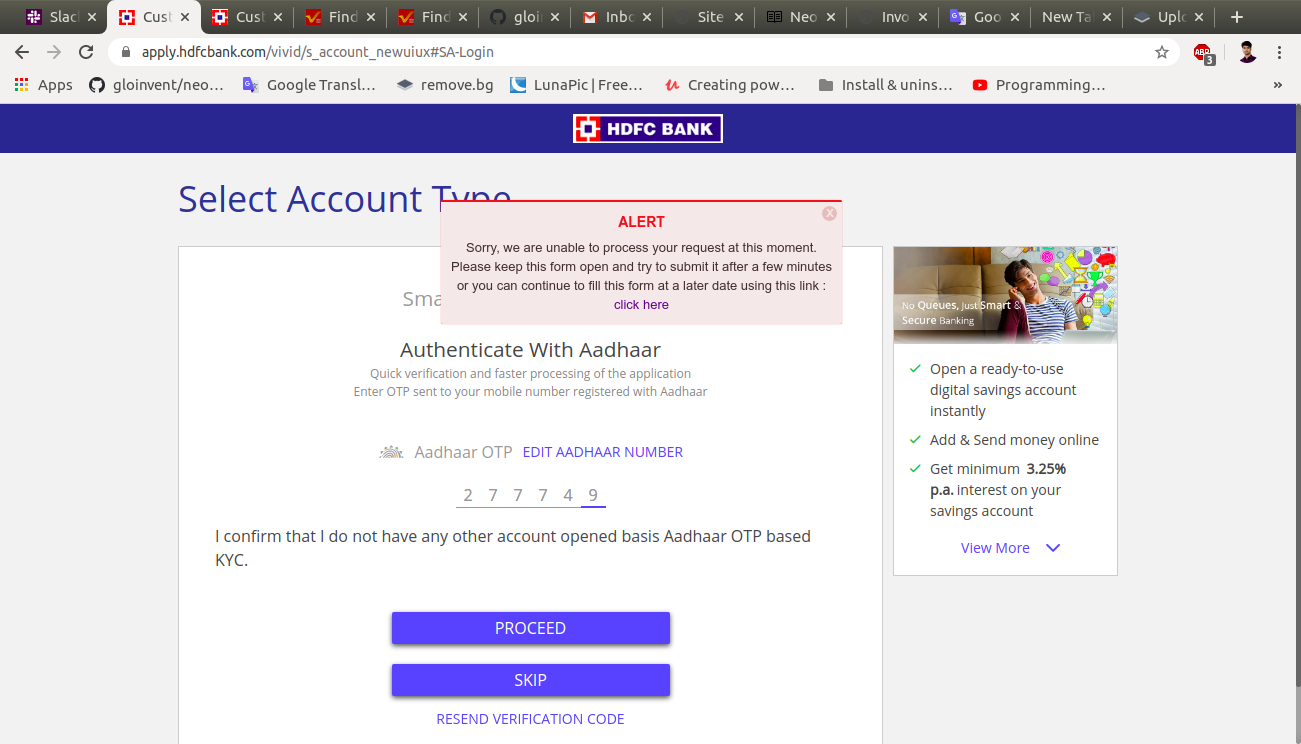 Slac
Cust
Cust
Find
Find
gloi
Inbo
Site
Neo
Invo
Goo
New Ta
Uplo
apply.hdfcbank.com/vivid/s_account_newuiux#SA-Login
3
Apps
gloinvent/neo...
Google Transl...
remove.bg
LunaPic | Free...
Creating pow...
Install & unins...
Programming...
»
HDFC BANK
Select Account Type
ALERT
Sorry, we are unable to process your request at this moment.
Please keep this form open and try to submit it after a few minutes
or you can continue to fill this form at a later date using this link :
click here
Sma
Authenticate With Aadhaar
Quick verification and faster processing of the application
Enter OTP sent to your mobile number registered with Aadhaar
Aadhaar OTP EDIT AADHAAR NUMBER
2 7 7 7 4 9
I confirm that I do not have any other account opened basis Aadhaar OTP based
KYC.
PROCEED
SKIP
RESEND VERIFICATION CODE
No Queues, Just Smart &
Secure Banking
Open a ready-to-use
digital savings account
instantly
Add & Send money online
Get minimum 3.25%
p.a. interest on your
savings account
View More